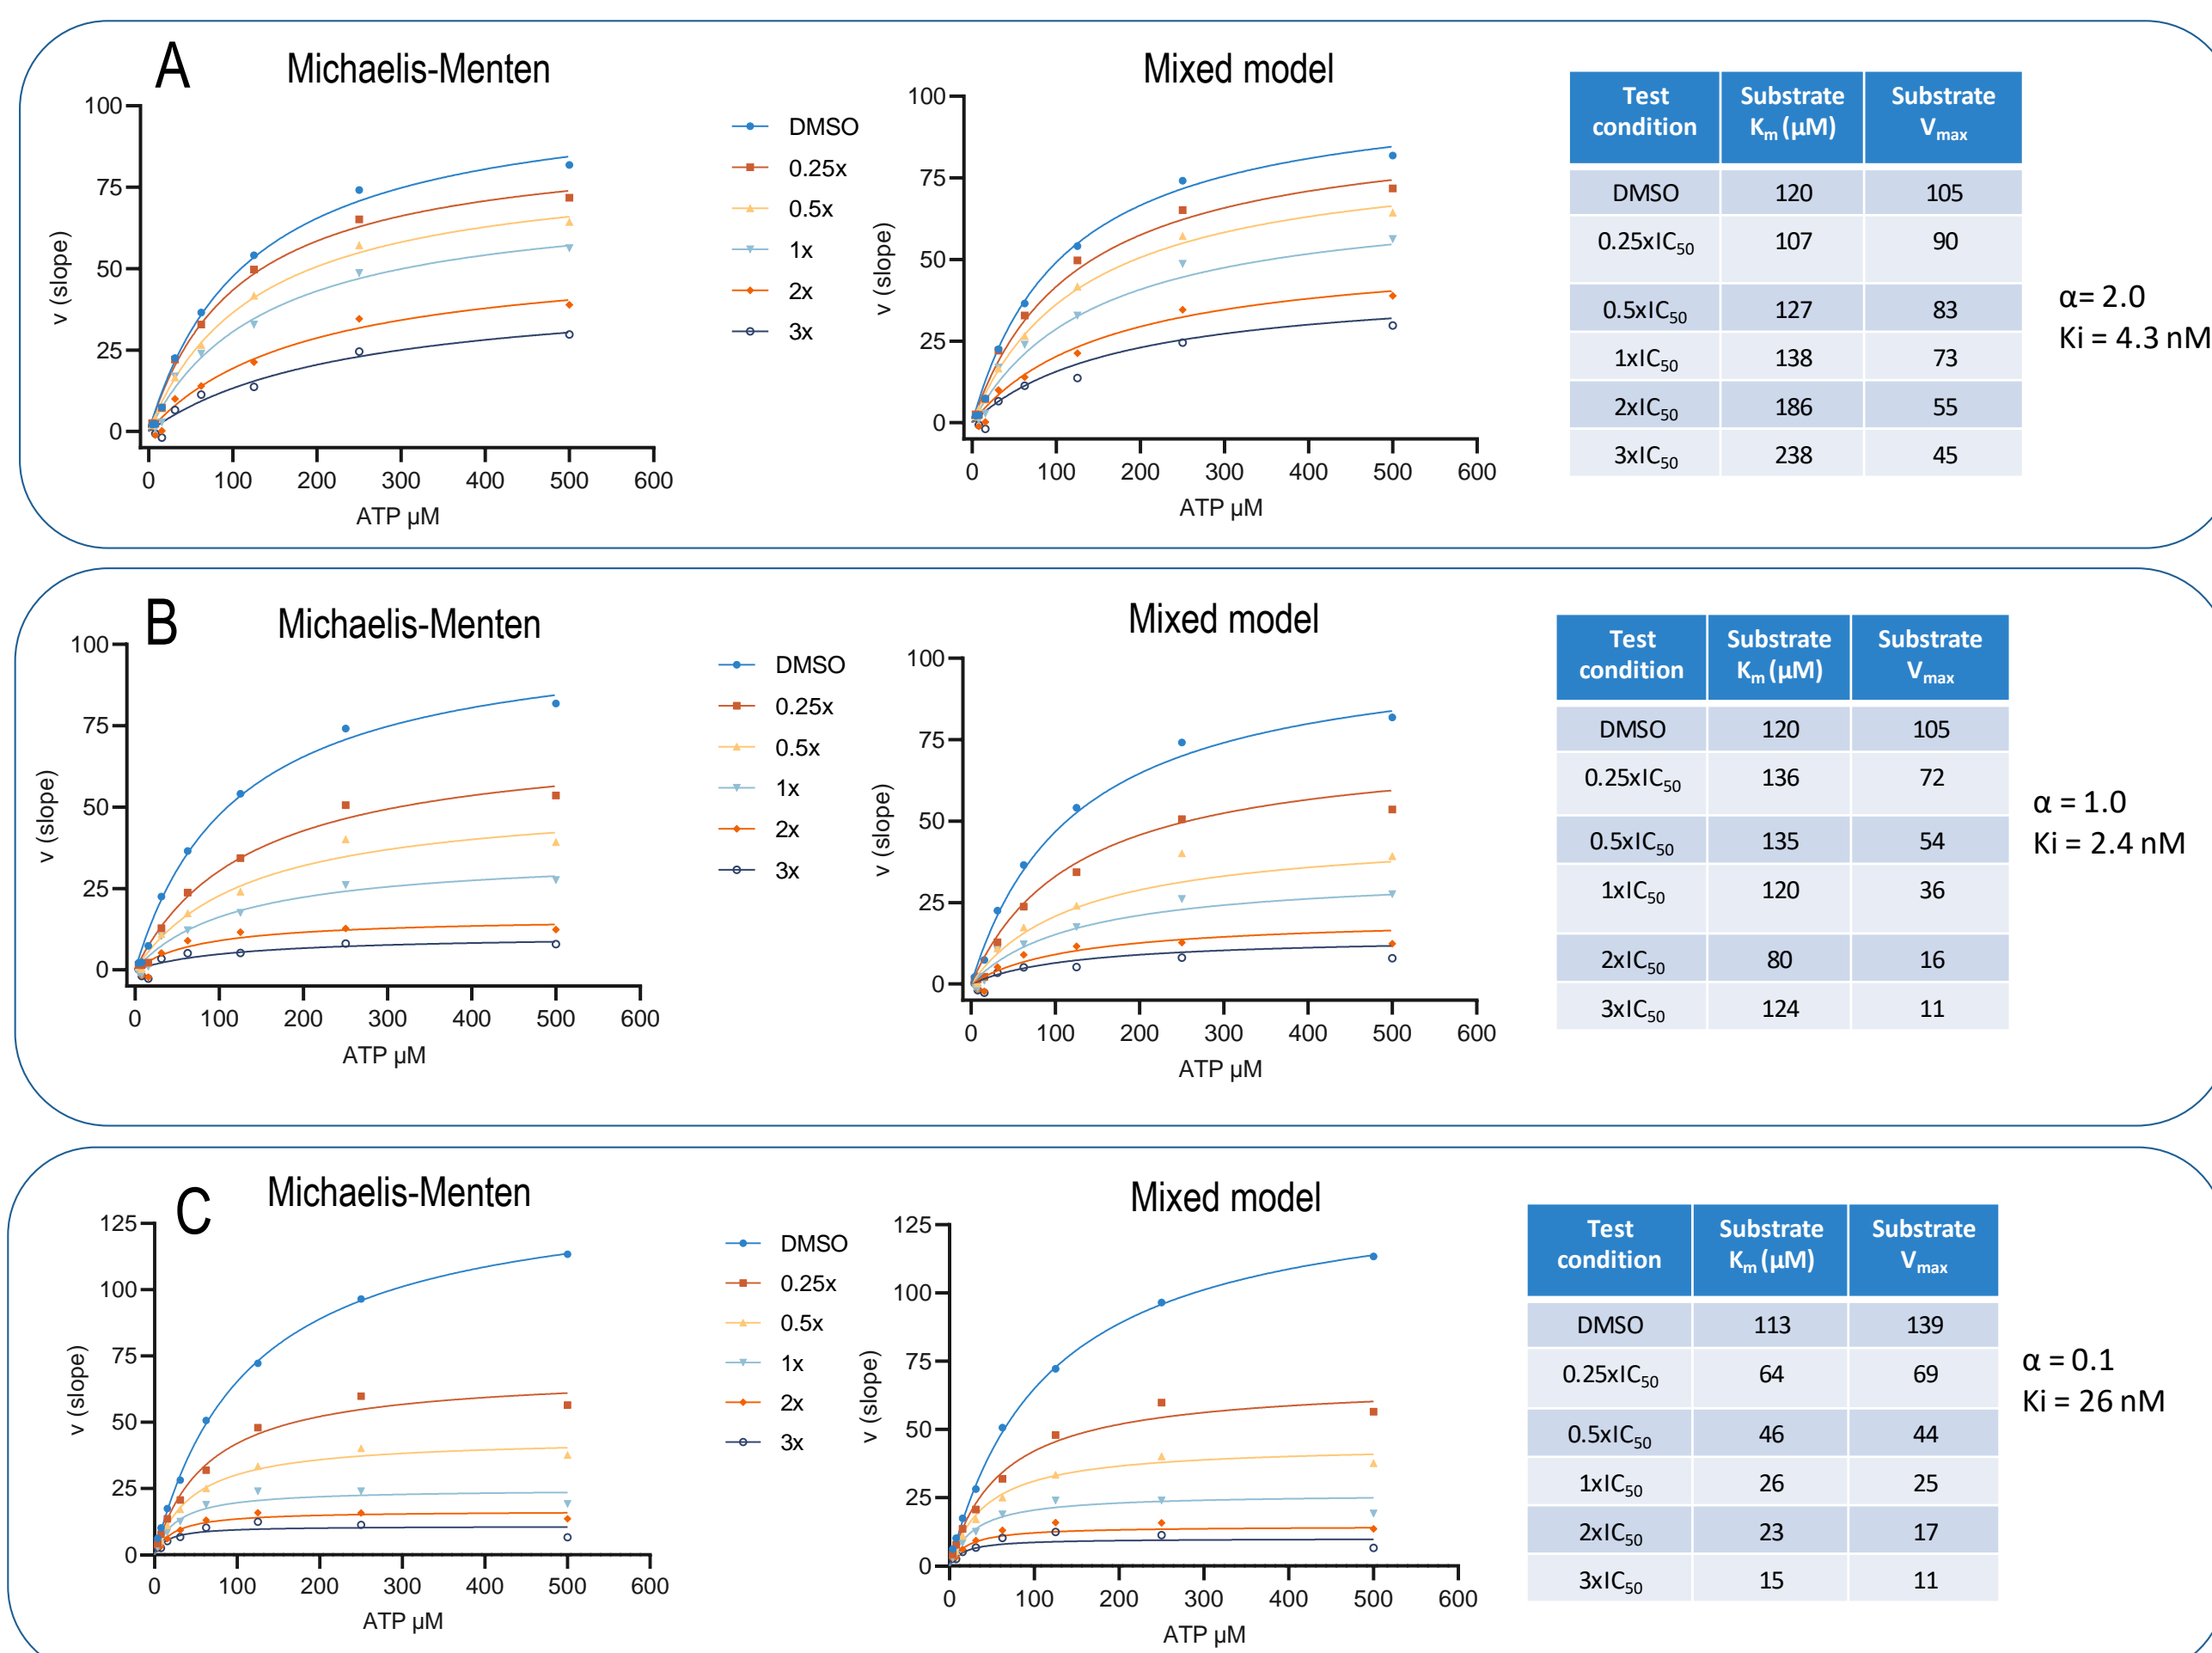 A
Michaelis-Menten
100
75
50
25
0
v (slope)
0 100 200 300 400 500 600
ATP µM
DMSO
0.25x
0.5x
1x
2x
3x
Mixed model
100
75
50
25
0
v (slope)
0 100 200 300 400 500 600
ATP µM
Test condition Substrate Km (µM) Substrate Vmax
DMSO 120 105
0.25xIC50 107 90
0.5xIC50 127 83
1xIC50 138 73
2xIC50 186 55
3xIC50 238 45
α= 2.0
Ki = 4.3 nM
B
Michaelis-Menten
100
75
50
25
0
v (slope)
0 100 200 300 400 500 600
ATP µM
DMSO
0.25x
0.5x
1x
2x
3x
Mixed model
100
75
50
25
0
v (slope)
0 100 200 300 400 500 600
ATP µM
Test condition Substrate Km (µM) Substrate Vmax
DMSO 120 105
0.25xIC50 136 72
0.5xIC50 135 54
1xIC50 120 36
2xIC50 80 16
3xIC50 124 11
α = 1.0
Ki = 2.4 nM
C
Michaelis-Menten
125
100
75
50
25
0
v (slope)
0 100 200 300 400 500 600
ATP µM
DMSO
0.25x
0.5x
1x
2x
3x
Mixed model
125
100
75
50
25
0
v (slope)
0 100 200 300 400 500 600
ATP µM
Test condition Substrate Km (µM) Substrate Vmax
DMSO 113 139
0.25xIC50 64 69
0.5xIC50 46 44
1xIC50 26 25
2xIC50 23 17
3xIC50 15 11
α = 0.1
Ki = 26 nM